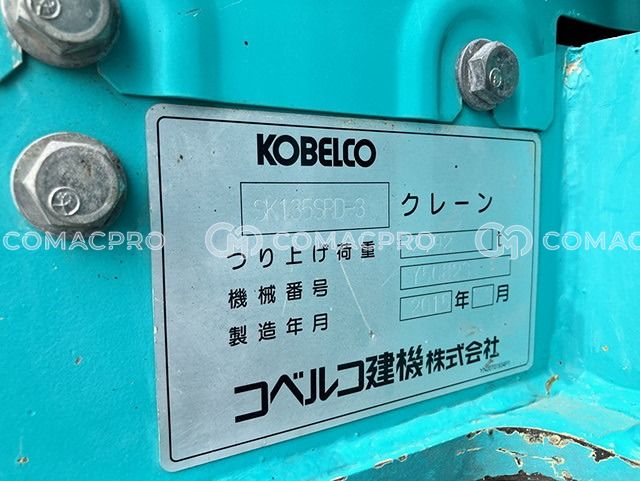 KOBELCO
SK135SRD-3 クレーン
つり上げ荷重 t
機械番号
製造年月 年 月
コベルコ建機株式会社
COMACPRO COMACPRO COMACPRO